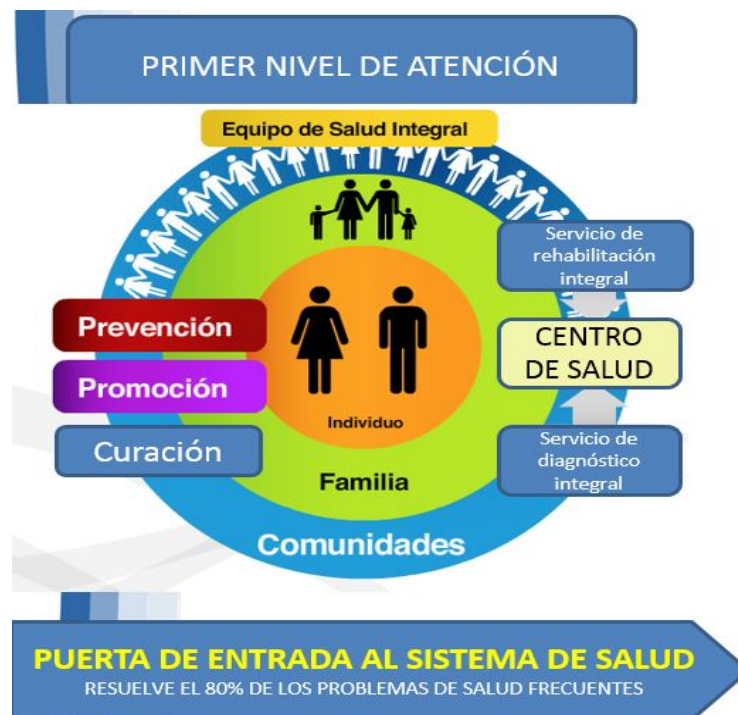 PRIMER NIVEL DE ATENCIÓN
Equipo de Salud Integral
Servicio de
rehabilitación
integral
Prevención
CENTRO
DE SALUD
Promoción
Individuo
Curación
Servicio de
diagnóstico
integral
Familia
Comunidades
PUERTA DE ENTRADA AL SISTEMA DE SALUD
RESUELVE EL 80% DE LOS PROBLEMAS DE SALUD FRECUENTES